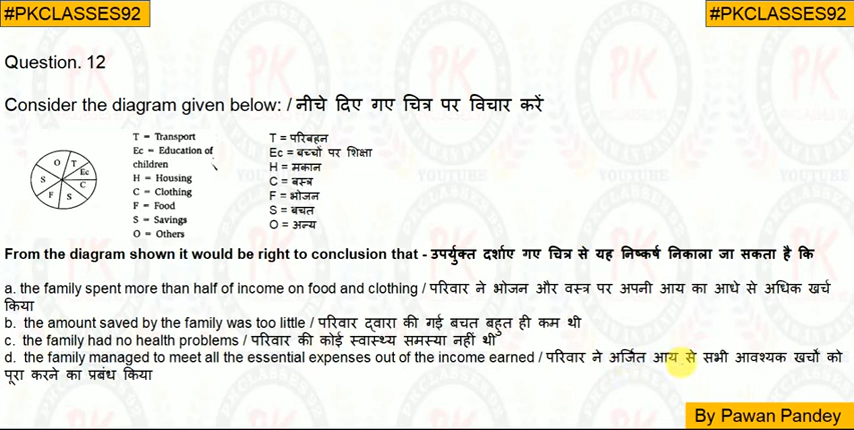 #PKCLASSES92
#PKCLASSES92
Question. 12
Consider the diagram given below: / नीचे दिए गए चित्र पर विचार करें
T = Transport
Ec = Education of
children
H = Housing
C = Clothing
F = Food
S = Savings
O = Others
T = परिबहन
Ec = बच्चों पर शिक्षा
H = मकान
C = बस्त्र
F = भोजन
S = बचत
O = अन्य
O
T
Ec
C
S
F
S
From the diagram shown it would be right to conclusion that - उपर्युक्त दर्शाए गए चित्र से यह निष्कर्ष निकाला जा सकता है कि
a. the family spent more than half of income on food and clothing / परिवार ने भोजन और वस्त्र पर अपनी आय का आधे से अधिक खर्च
किया
b. the amount saved by the family was too little / परिवार द्वारा की गई बचत बहुत ही कम थी
c. the family had no health problems / परिवार की कोई स्वास्थ्य समस्या नहीं थी
d. the family managed to meet all the essential expenses out of the income earned / परिवार ने अर्जित आय से सभी आवश्यक खर्चों को
पूरा करने का प्रबंध किया
By Pawan Pandey